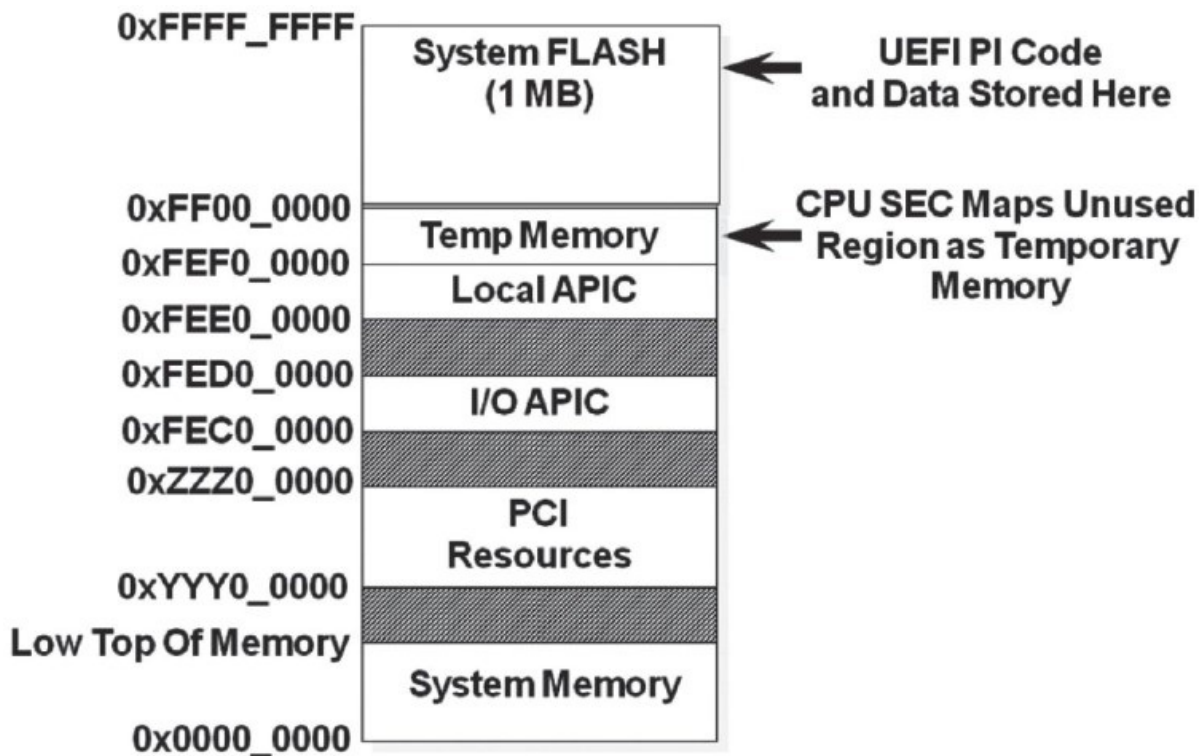 0xFFFF_FFFF
System FLASH
(1 MB)
UEFI PI Code
and Data Stored Here
0xFF00_0000
Temp Memory
CPU SEC Maps Unused
Region as Temporary
Memory
0xFEF0_0000
Local APIC
0xFEE0_0000
0xFED0_0000
I/O APIC
0xFEC0_0000
0xZZZ0_0000
PCI
Resources
0xYYY0_0000
Low Top Of Memory
System Memory
0x0000_0000